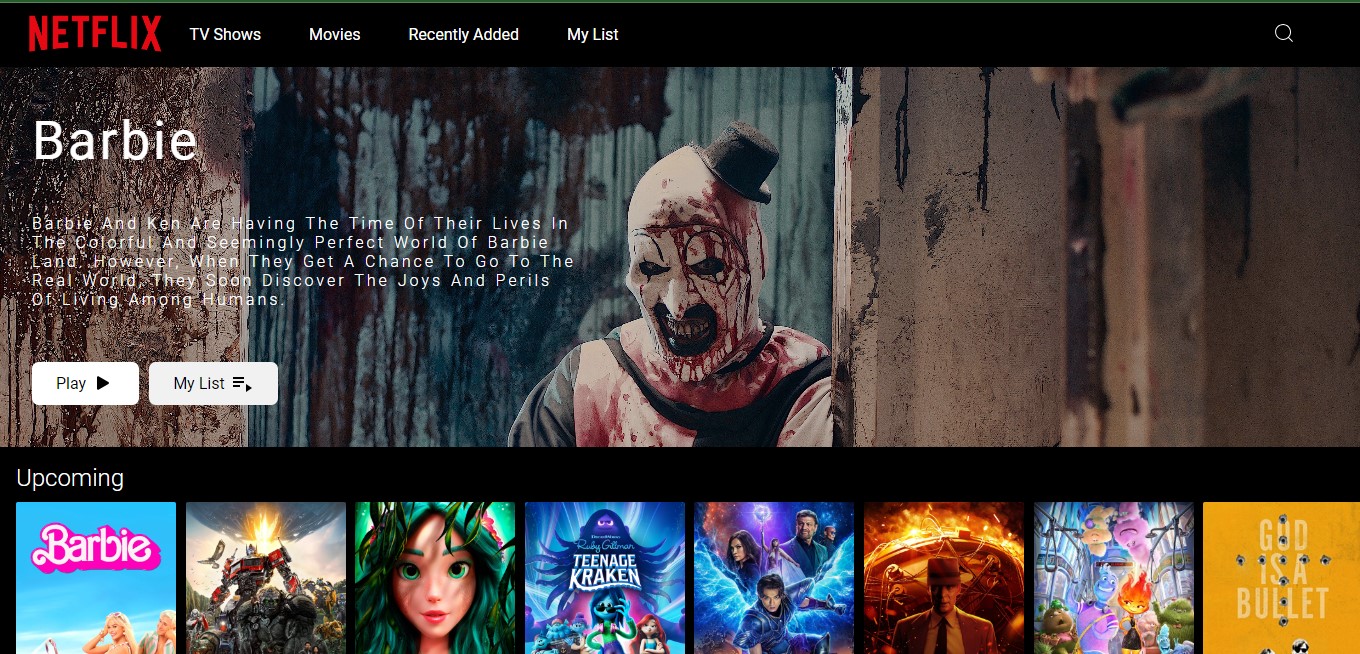 NETFLIX TV Shows Movies Recently Added My List
Barbie
Barbie And Ken Are Having The Time Of Their Lives In
The Colorful And Seemingly Perfect World Of Barbie
Land. However, When They Get A Chance To Go To The
Real World, They Soon Discover The Joys And Perils
Of Living Among Humans.
Play My List
Upcoming
Barbie
DreamWorks
Ruby Gillman
TEENAGE
KRAKEN
GOD
IS A
BULLET